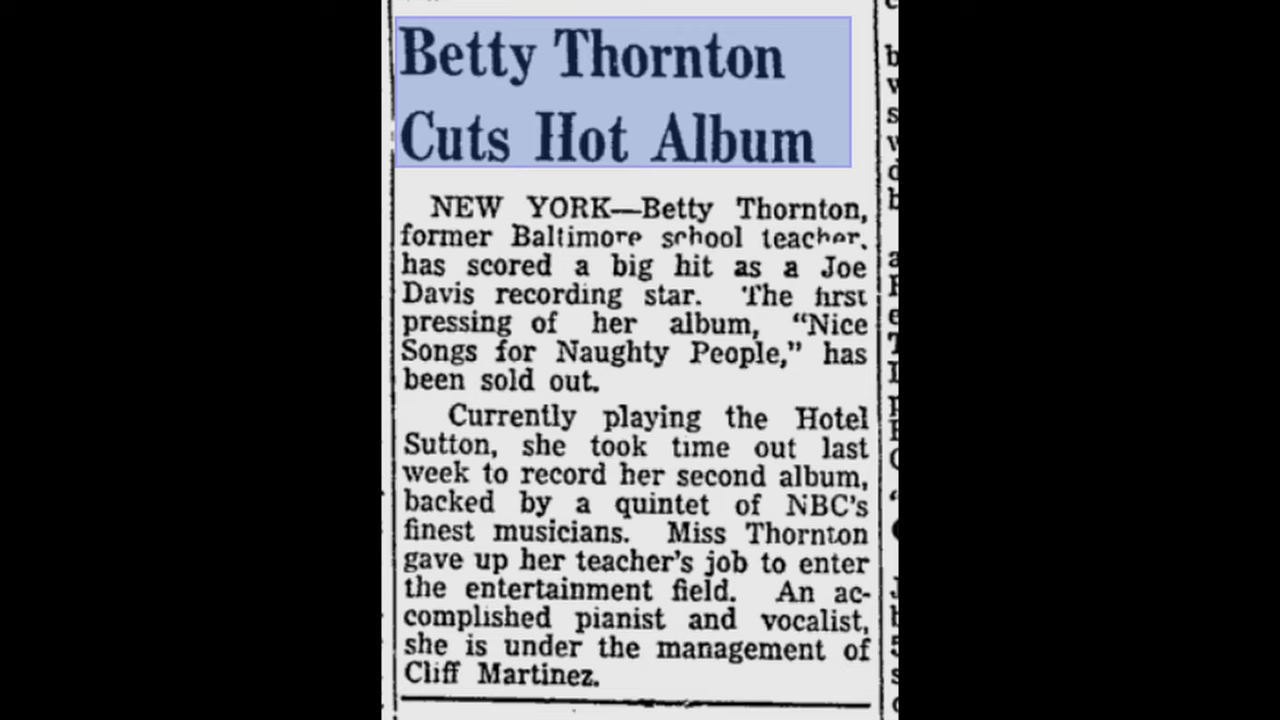 Betty Thornton
Cuts Hot Album
NEW YORK—Betty Thornton,
former Baltimore school teacher,
has scored a big hit as a Joe
Davis recording star. The first
pressing of her album, “Nice
Songs for Naughty People,” has
been sold out.
Currently playing the Hotel
Sutton, she took time out last
week to record her second album,
backed by a quintet of NBC’s
finest musicians. Miss Thornton
gave up her teacher’s job to enter
the entertainment field. An ac-
complished pianist and vocalist,
she is under the management of
Cliff Martinez.